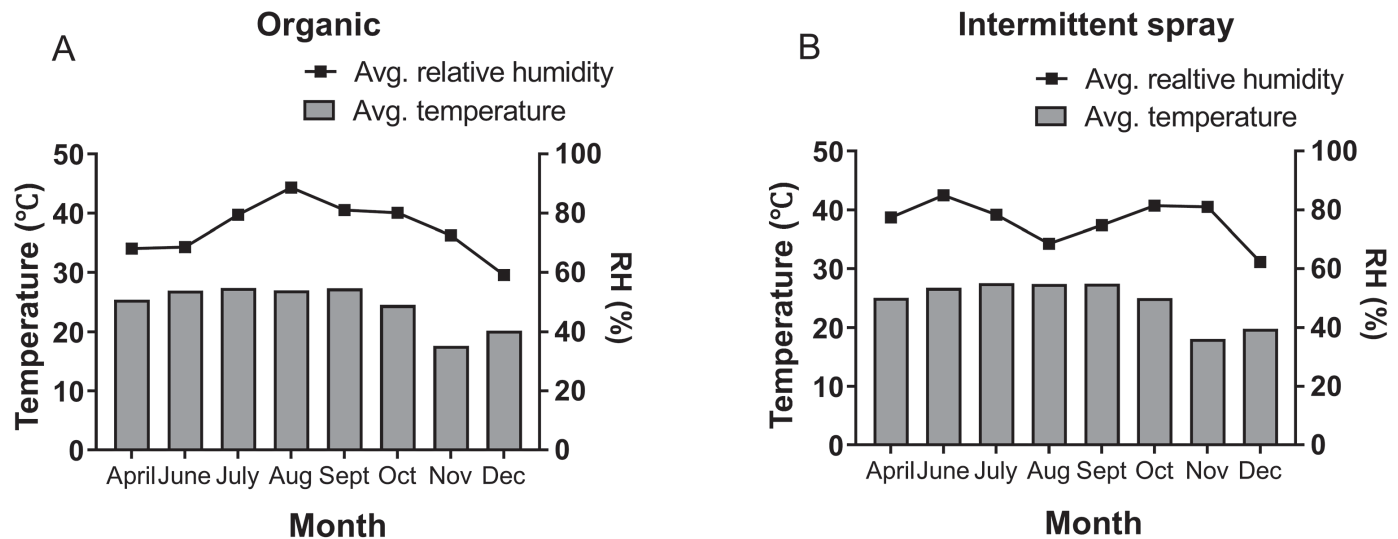 Organic
A
Avg. relative humidity
Avg. temperature
50
40
30
20
10
0
Temperature (°C)
100
80
60
40
20
0
RH (%)
April June July Aug Sept Oct Nov Dec
Month
Intermittent spray
B
Avg. realtive humidity
Avg. temperature
50
40
30
20
10
0
Temperature (°C)
100
80
60
40
20
0
RH (%)
April June July Aug Sept Oct Nov Dec
Month